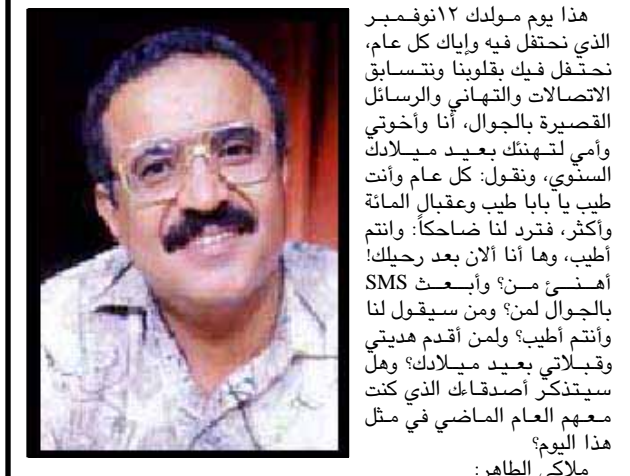 هذا يوم مولدك ١٢نوفمبر
الذي نحتفل فيه وإياك كل عام،
نحتفل فيك بقلوبنا ونتسابق
الاتصالات والتهاني والرسائل
القصيرة بالجوال، أنا وأخوتي
وأمي لتهنئك بعيد ميلادك
السنوي، ونقول: كل عام وأنت
طيب يا بابا طيب وعقبال المائة
وأكثر، فترد لنا ضاحكاً: وانتم
أطيب، وها أنا ألان بعد رحيلك!
أهنئ من؟ وأبعث SMS
بالجوال لمن؟ ومن سيقول لنا
وأنتم أطيب؟ ولمن أقدم هديتي
وقبلاتي بعيد ميلادك؟ وهل
سيتذكر أصدقاءك الذي كنت
معهم العام الماضي في مثل
هذا اليوم؟
ملاكي الطاهر: